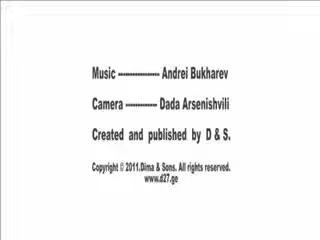 Music ---------------- Andrei Bukharev
Camera ------------ Dada Arsenishvili
Created and published by D & S.
Copyright © 2011.Dima & Sons. All rights reserved.
www.d27.ge